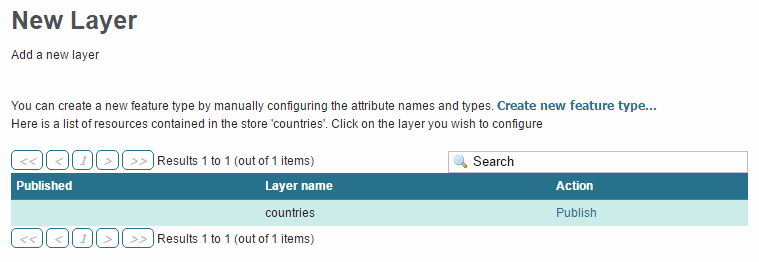 New Layer
Add a new layer
You can create a new feature type by manually configuring the attribute names and types. Create new feature type...
Here is a list of resources contained in the store 'countries'. Click on the layer you wish to configure
<< < 1 > >> Results 1 to 1 (out of 1 items) Search
Published Layer name Action
countries Publish
<< < 1 > >> Results 1 to 1 (out of 1 items)